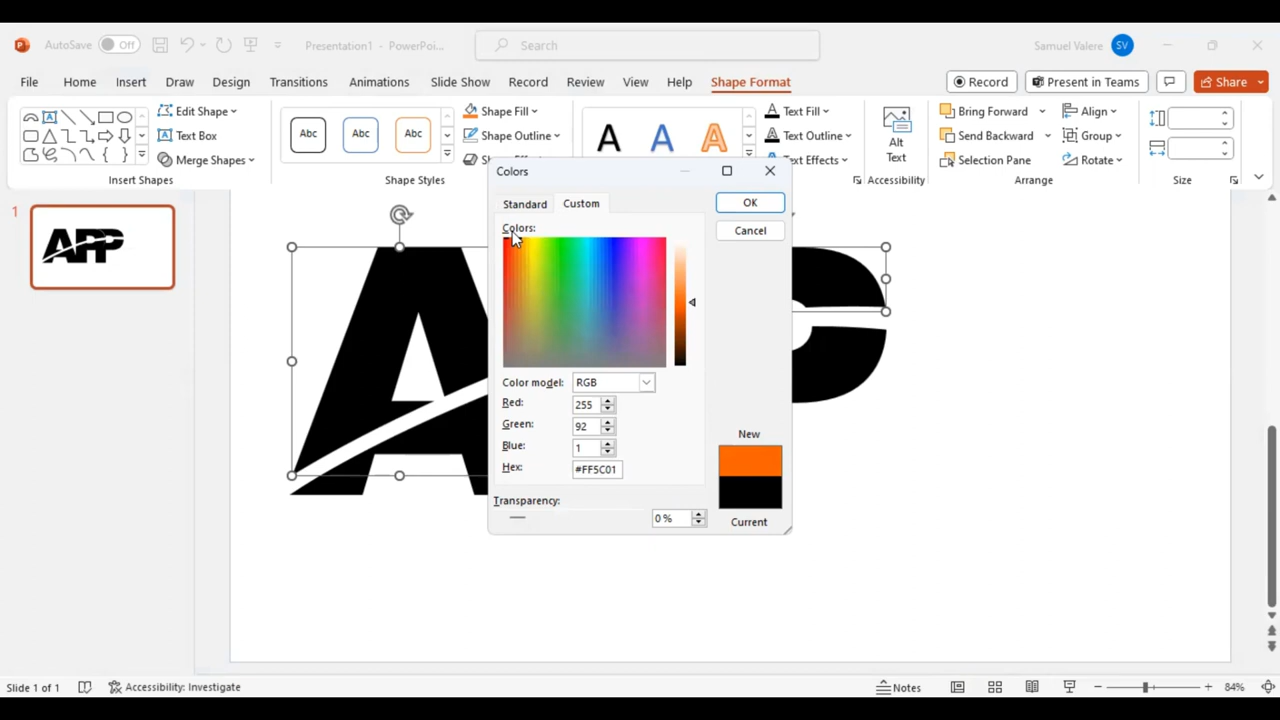 AutoSave Off Presentation1 - PowerPoi... Search Samuel Valere SV
File Home Insert Draw Design Transitions Animations Slide Show Record Review View Help Shape Format Record Present in Teams Share
Edit Shape
Text Box
Merge Shapes
Insert Shapes
Abc Abc Abc
Shape Fill
Shape Outline
Shape Styles
A A A
Text Fill
Text Outline
Text Effects
Alt
Text
Accessibility
Bring Forward
Send Backward
Selection Pane
Align
Group
Rotate
Arrange
Size
1
APP
Colors
Standard Custom
OK
Cancel
Colors:
Color model: RGB
Red: 255
Green: 92
Blue: 1
Hex: #FF5C01
Transparency:
0 %
New
Current
Slide 1 of 1 Accessibility: Investigate Notes 84%